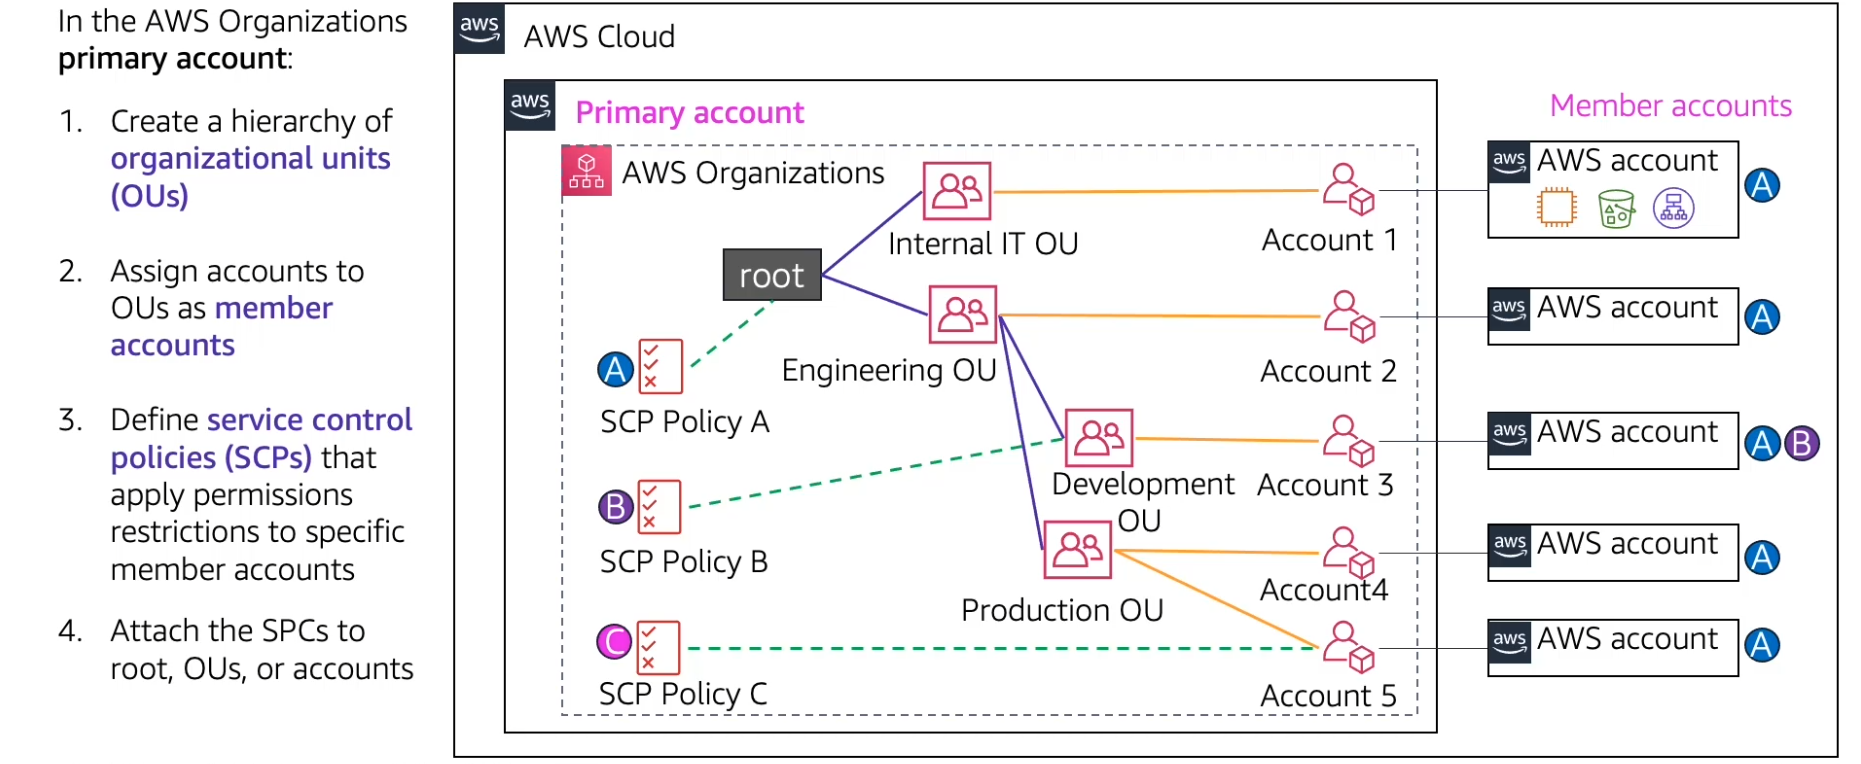 In the AWS Organizations
primary account:
1. Create a hierarchy of
organizational units
(OUs)
2. Assign accounts to
OUs as member
accounts
3. Define service control
policies (SCPs) that
apply permissions
restrictions to specific
member accounts
4. Attach the SPCs to
root, OUs, or accounts
aws
AWS Cloud
aws
Primary account
AWS Organizations
root
Internal IT OU
Account 1
Engineering OU
Account 2
A
SCP Policy A
Development
OU
Account 3
B
SCP Policy B
Production OU
Account4
C
SCP Policy C
Account 5
Member accounts
aws
AWS account
A
aws
AWS account
A
aws
AWS account
A
B
aws
AWS account
A
aws
AWS account
A